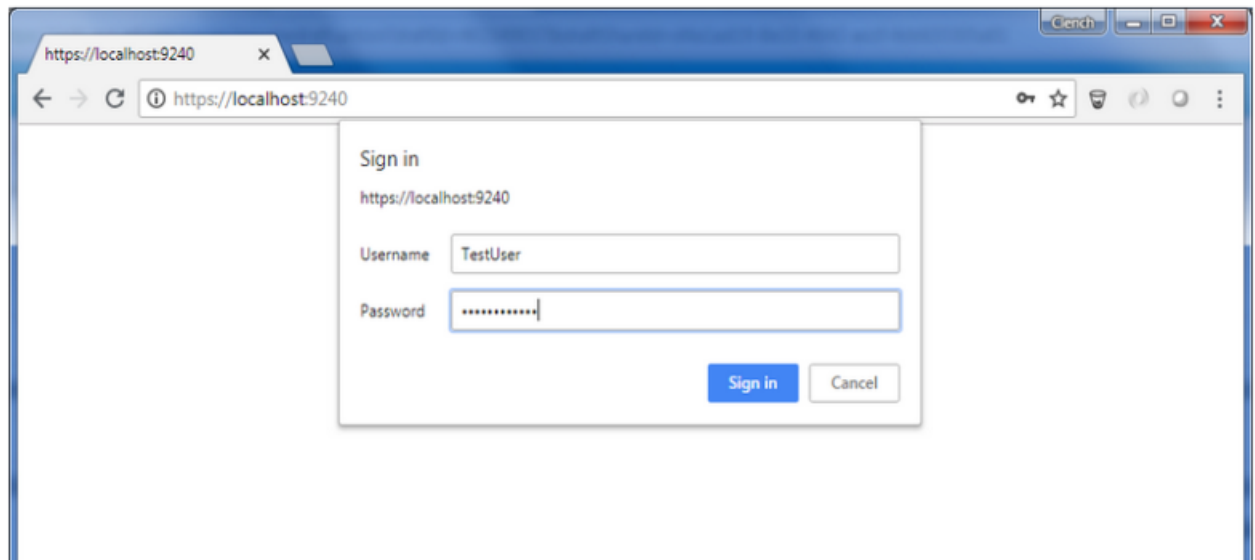 Clench
https://localhost:9240
https://localhost:9240
Sign in
https://localhost:9240
Username TestUser
Password ••••••••••••
Sign in Cancel